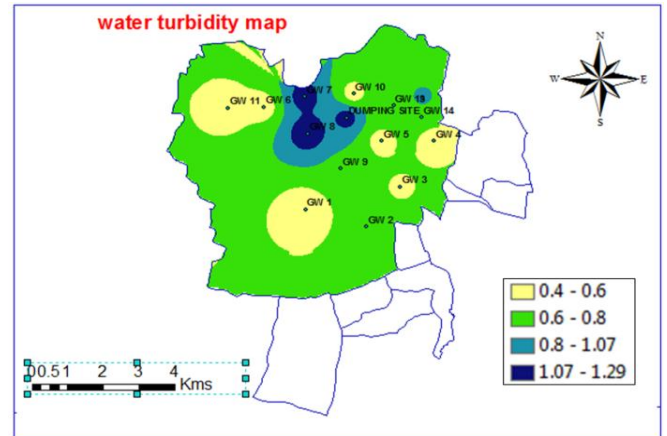 water turbidity map
N
W
E
S
GW 7
GW 10
GW 11
GW 6
GW 13
DUMPING SITE
GW 14
GW 8
GW 5
GW 4
GW 9
GW 3
GW 1
GW 2
0.4 - 0.6
0.6 - 0.8
0.8 - 1.07
1.07 - 1.29
00.51 2 3 4
Kms